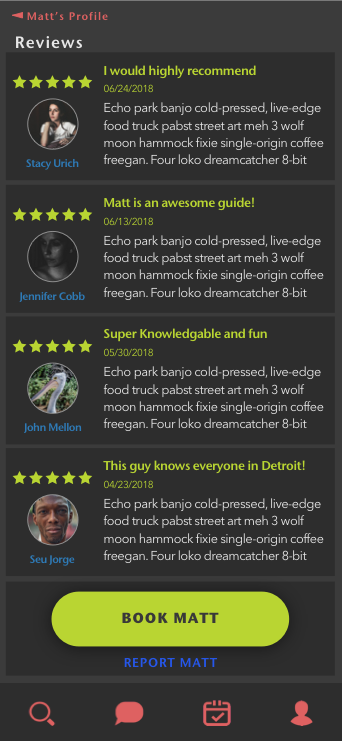 Matt's Profile
Reviews
I would highly recommend
06/24/2018
Echo park banjo cold-pressed, live-edge
food truck pabst street art meh 3 wolf
moon hammock fixie single-origin coffee
freegan. Four loko dreamcatcher 8-bit
Stacy Urich
Matt is an awesome guide!
06/13/2018
Echo park banjo cold-pressed, live-edge
food truck pabst street art meh 3 wolf
moon hammock fixie single-origin coffee
freegan. Four loko dreamcatcher 8-bit
Jennifer Cobb
Super Knowledgable and fun
05/30/2018
Echo park banjo cold-pressed, live-edge
food truck pabst street art meh 3 wolf
moon hammock fixie single-origin coffee
freegan. Four loko dreamcatcher 8-bit
John Mellon
This guy knows everyone in Detroit!
04/23/2018
Echo park banjo cold-pressed, live-edge
food truck pabst street art meh 3 wolf
moon hammock fixie single-origin coffee
freegan. Four loko dreamcatcher 8-bit
Seu Jorge
BOOK MATT
REPORT MATT